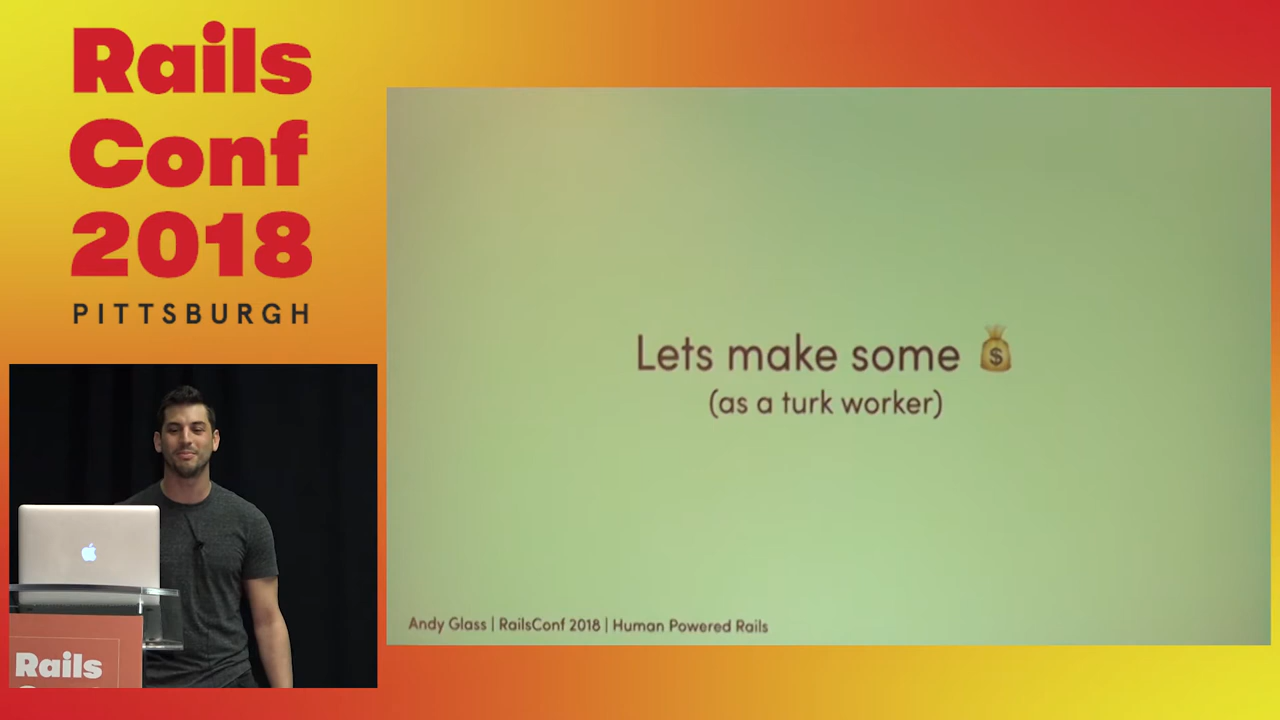 Rails
Conf
2018
PITTSBURGH
Lets make some 💰
(as a turk worker)
Andy Glass | RailsConf 2018 | Human Powered Rails
Rails